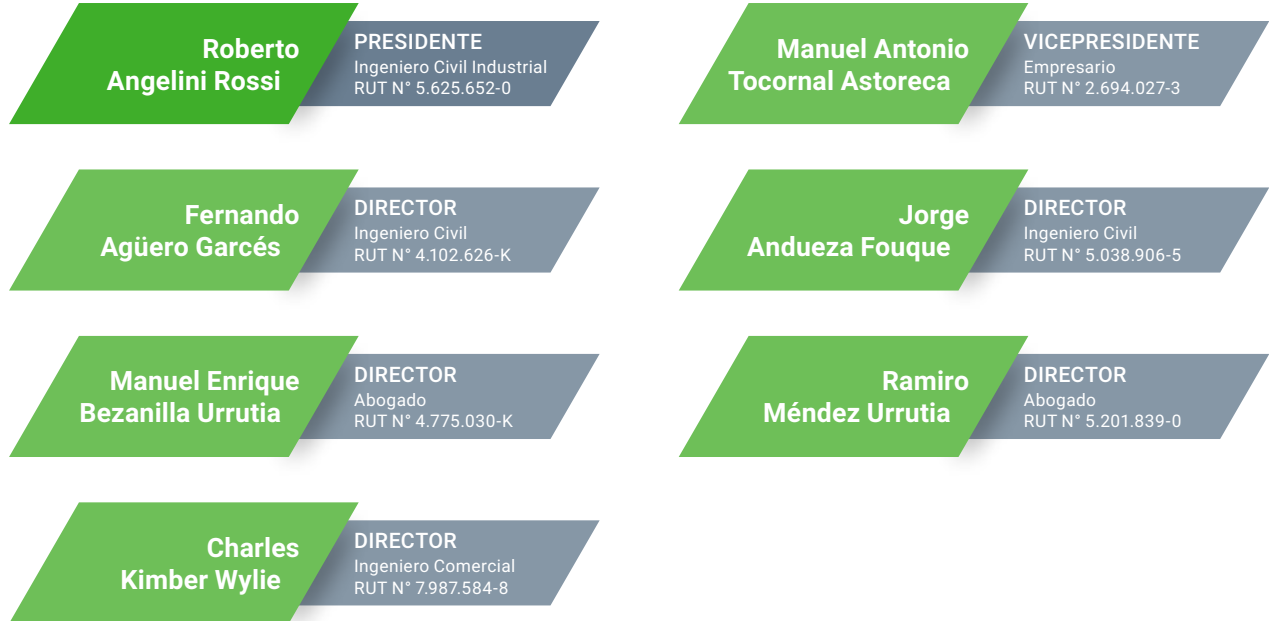 Roberto
Angelini Rossi
PRESIDENTE
Ingeniero Civil Industrial
RUT N° 5.625.652-0
Manuel Antonio
Tocornal Astoreca
VICEPRESIDENTE
Empresario
RUT N° 2.694.027-3
Fernando
Agüero Garcés
DIRECTOR
Ingeniero Civil
RUT N° 4.102.626-K
Jorge
Andueza Fouque
DIRECTOR
Ingeniero Civil
RUT N° 5.038.906-5
Manuel Enrique
Bezanilla Urrutia
DIRECTOR
Abogado
RUT N° 4.775.030-K
Ramiro
Méndez Urrutia
DIRECTOR
Abogado
RUT N° 5.201.839-0
Charles
Kimber Wylie
DIRECTOR
Ingeniero Comercial
RUT N° 7.987.584-8